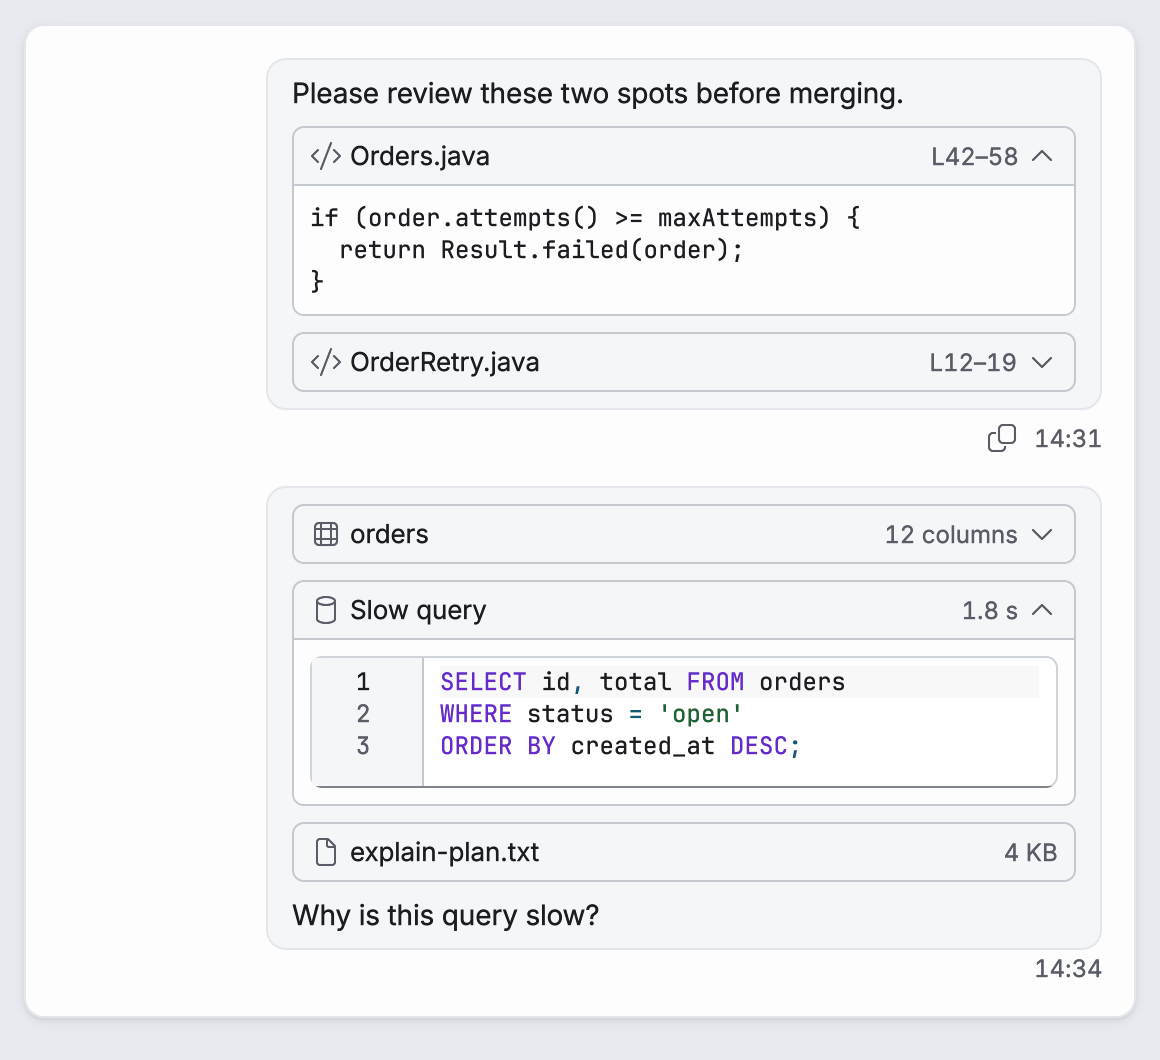 Please review these two spots before merging.
Orders.java L42–58
if (order.attempts() >= maxAttempts) {
  return Result.failed(order);
}
OrderRetry.java L12–19
14:31
orders 12 columns
Slow query 1.8 s
1 SELECT id, total FROM orders
2 WHERE status = 'open'
3 ORDER BY created_at DESC;
explain-plan.txt 4 KB
Why is this query slow?
14:34